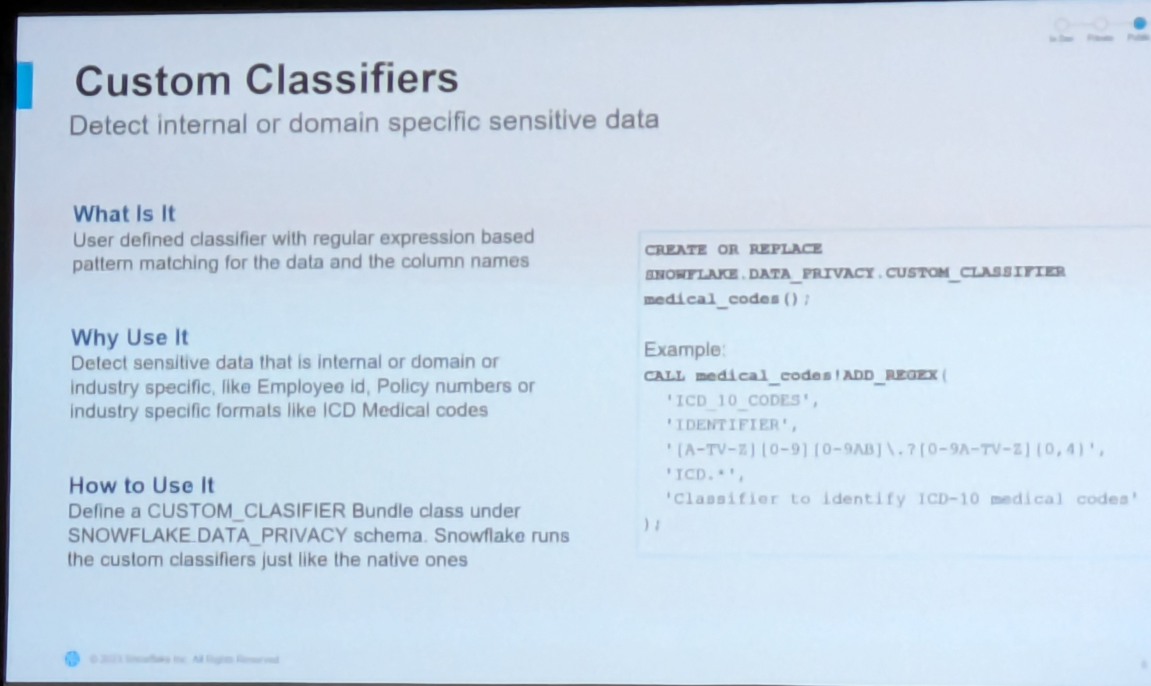 Custom Classifiers
Detect internal or domain specific sensitive data
What Is It
User defined classifier with regular expression based
pattern matching for the data and the column names
Why Use It
Detect sensitive data that is internal or domain or
industry specific, like Employee id, Policy numbers or
industry specific formats like ICD Medical codes
How to Use It
Define a CUSTOM_CLASIFIER Bundle class under
SNOWFLAKE.DATA_PRIVACY schema. Snowflake runs
the custom classifiers just like the native ones
CREATE OR REPLACE
SNOWFLAKE.DATA_PRIVACY.CUSTOM_CLASSIFIER
medical_codes();
Example:
CALL medical_codes!ADD_REGEX(
'ICD_10_CODES',
'IDENTIFIER',
'[A-TV-Z][0-9][0-9AB]\.?[0-9A-TV-Z]{0,4}',
'ICD.*',
'Classifier to identify ICD-10 medical codes'
);
Private
Snowflake Inc. All Rights Reserved